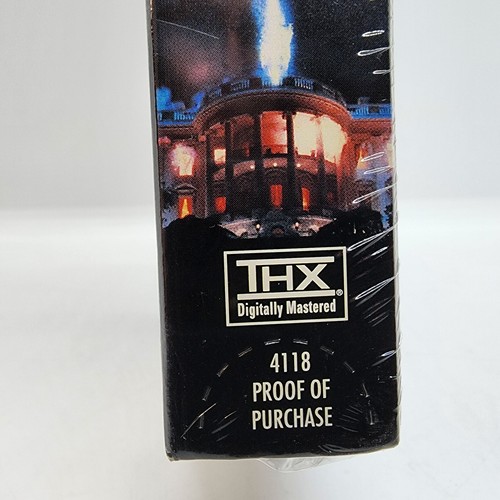 THX®
Digitally Mastered
4118
PROOF OF
PURCHASE